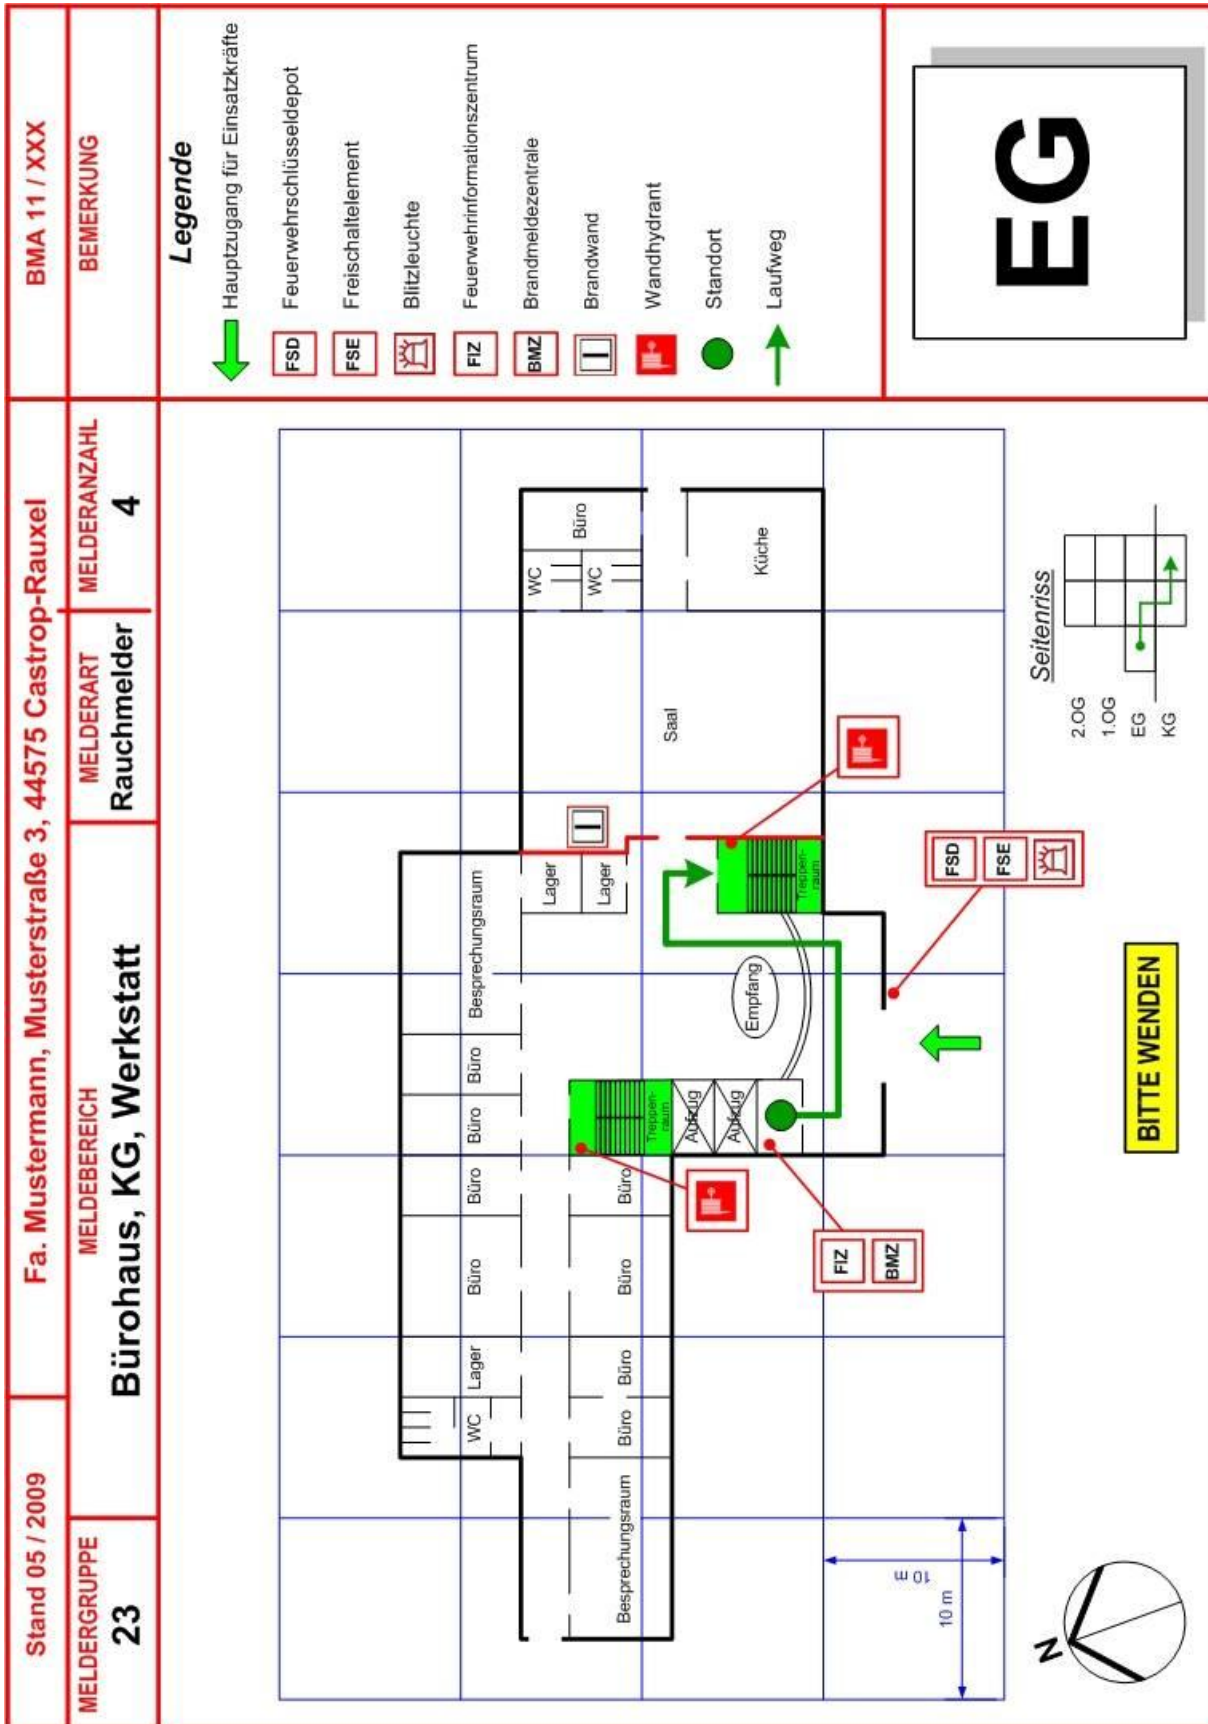 Stand 05 / 2009
Fa. Mustermann, Musterstraße 3, 44575 Castrop-Rauxel
BMA 11 / XXX
MELDERGRUPPE
23
MELDEBEREICH
Bürohaus, KG, Werkstatt
MELDERART
Rauchmelder
MELDERANZAHL
4
BEMERKUNG
Legende
Hauptzugang für Einsatzkräfte
FSD Feuerwehrschlüsseldepot
FSE Freischaltelement
Blitzleuchte
FIZ Feuerwehrinformationszentrum
BMZ Brandmeldezentrale
Brandwand
Wandhydrant
Standort
Laufweg
EG
WC
Lager
Büro
Büro
Büro
Büro
Besprechungsraum
Besprechungsraum
Büro
Büro
Büro
Büro
Treppen-
raum
Aufzug
Aufzug
Empfang
Lager
Lager
Treppen-
raum
Saal
WC
WC
Büro
Küche
FIZ
BMZ
FSD
FSE
10 m
10 m
N
BITTE WENDEN
Seitenriss
2.OG
1.OG
EG
KG